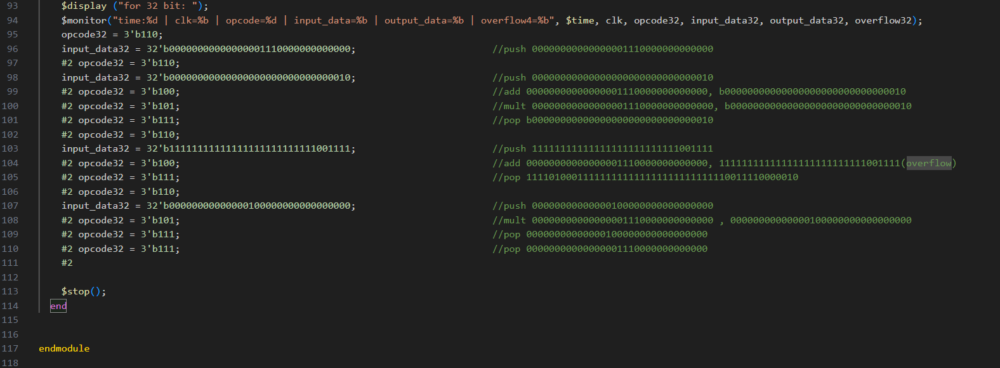 93 $display ("for 32 bit: ");
94 $monitor("time:%d | clk=%b | opcode=%d | input_data=%b | output_data=%b | overflow4=%b", $time, clk, opcode32, input_data32, output_data32, overflow32);
95 opcode32 = 3'b110;
96 input_data32 = 32'b00000000000000001110000000000000; //push 00000000000000001110000000000000
97 #2 opcode32 = 3'b110;
98 input_data32 = 32'b00000000000000000000000000000010; //push 00000000000000000000000000000010
99 #2 opcode32 = 3'b100; //add 00000000000000001110000000000000, b00000000000000000000000000000010
100 #2 opcode32 = 3'b101; //mult 00000000000000001110000000000000, b00000000000000000000000000000010
101 #2 opcode32 = 3'b111; //pop b00000000000000000000000000000010
102 #2 opcode32 = 3'b110;
103 input_data32 = 32'b11111111111111111111111111001111; //push 11111111111111111111111111001111
104 #2 opcode32 = 3'b100; //add 00000000000000001110000000000000, 11111111111111111111111111001111(overflow)
105 #2 opcode32 = 3'b111; //pop 111101000111111111111111111111111110011110000010
106 #2 opcode32 = 3'b110;
107 input_data32 = 32'b00000000000000100000000000000000; //push 00000000000000100000000000000000
108 #2 opcode32 = 3'b101; //mult 00000000000000001110000000000000 , 00000000000000100000000000000000
109 #2 opcode32 = 3'b111; //pop 00000000000000100000000000000000
110 #2 opcode32 = 3'b111; //pop 00000000000000001110000000000000
111 #2
112
113 $stop();
114 end
115
116
117 endmodule
118